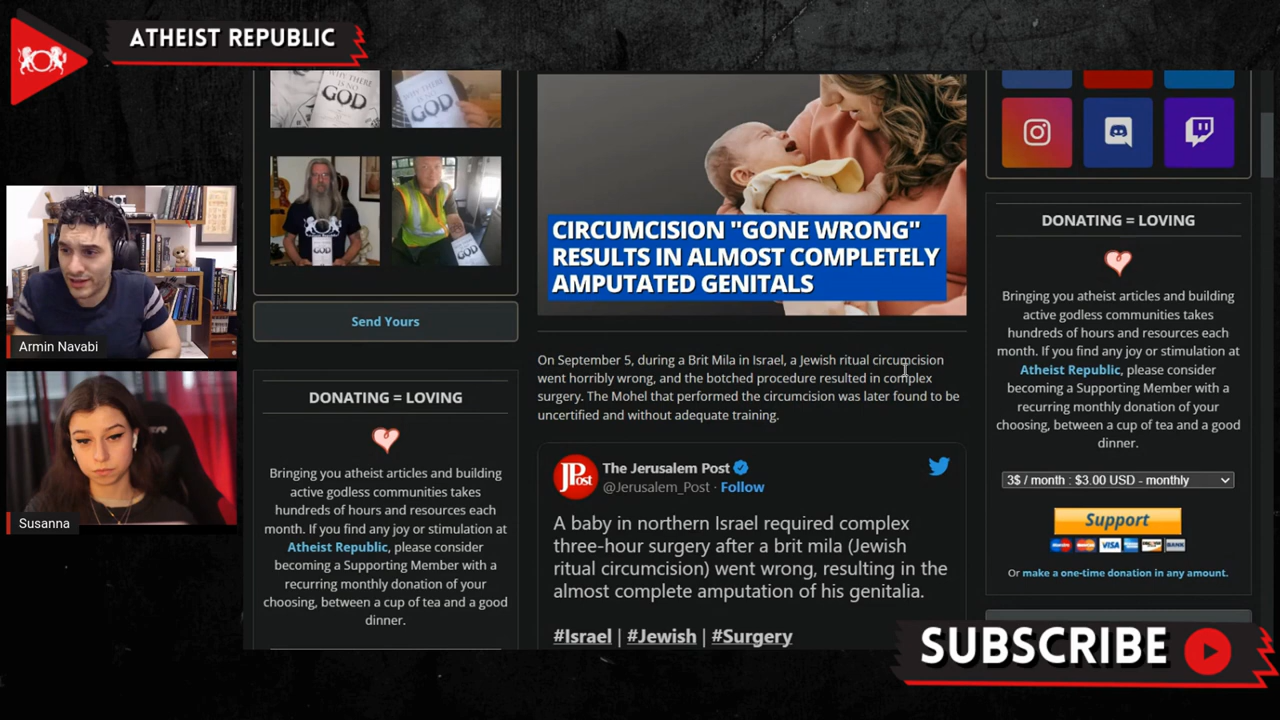 ATHEIST REPUBLIC
WHY THERE
IS NO
GOD
GOD
GOD
Armin Navabi
Susanna
Send Yours
DONATING = LOVING
Bringing you atheist articles and building
active godless communities takes
hundreds of hours and resources each
month. If you find any joy or stimulation at
Atheist Republic, please consider
becoming a Supporting Member with a
recurring monthly donation of your
choosing, between a cup of tea and a good
dinner.
CIRCUMCISION "GONE WRONG"
RESULTS IN ALMOST COMPLETELY
AMPUTATED GENITALS
On September 5, during a Brit Mila in Israel, a Jewish ritual circumcision
went horribly wrong, and the botched procedure resulted in complex
surgery. The Mohel that performed the circumcision was later found to be
uncertified and without adequate training.
JPost
The Jerusalem Post
@Jerusalem_Post · Follow
A baby in northern Israel required complex
three-hour surgery after a brit mila (Jewish
ritual circumcision) went wrong, resulting in the
almost complete amputation of his genitalia.
#Israel | #Jewish | #Surgery
DONATING = LOVING
Bringing you atheist articles and building
active godless communities takes
hundreds of hours and resources each
month. If you find any joy or stimulation at
Atheist Republic, please consider
becoming a Supporting Member with a
recurring monthly donation of your
choosing, between a cup of tea and a good
dinner.
3$ / month : $3.00 USD - monthly
Support
VISA
BANK
Or make a one-time donation in any amount.
SUBSCRIBE